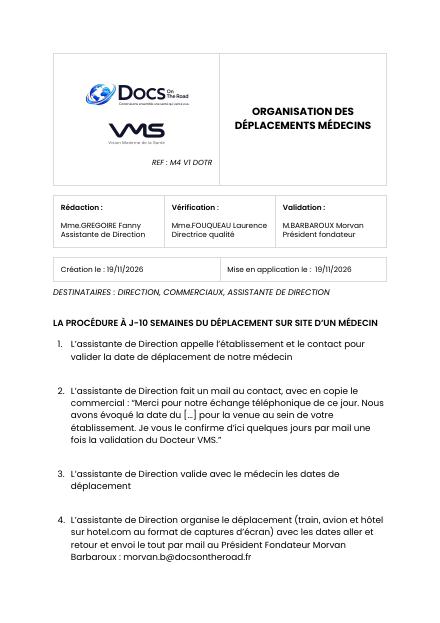 DOCS On
The Road
Construisons ensemble une santé qui vient à vous
VMS
Vision Médecine de la Santé
REF : M4 V1 DOTR
ORGANISATION DES
DÉPLACEMENTS MÉDECINS
Rédaction :
Mme.GREGOIRE Fanny
Assistante de Direction
Vérification :
Mme.FOUQUEAU Laurence
Directrice qualité
Validation :
M.BARBAROUX Morvan
Président fondateur
Création le : 19/11/2026
Mise en application le : 19/11/2026
DESTINATAIRES : DIRECTION, COMMERCIAUX, ASSISTANTE DE DIRECTION
LA PROCÉDURE À J-10 SEMAINES DU DÉPLACEMENT SUR SITE D'UN MÉDECIN
1. L'assistante de Direction appelle l'établissement et le contact pour
valider la date de déplacement de notre médecin
2. L'assistante de Direction fait un mail au contact, avec en copie le
commercial : "Merci pour notre échange téléphonique de ce jour. Nous
avons évoqué la date du [...] pour la venue au sein de votre
établissement. Je vous le confirme d'ici quelques jours par mail une
fois la validation du Docteur VMS."
3. L'assistante de Direction valide avec le médecin les dates de
déplacement
4. L'assistante de Direction organise le déplacement (train, avion et hôtel
sur hotel.com au format de captures d'écran) avec les dates aller et
retour et envoi le tout par mail au Président Fondateur Morvan
Barbaroux : morvan.b@docsontheroad.fr